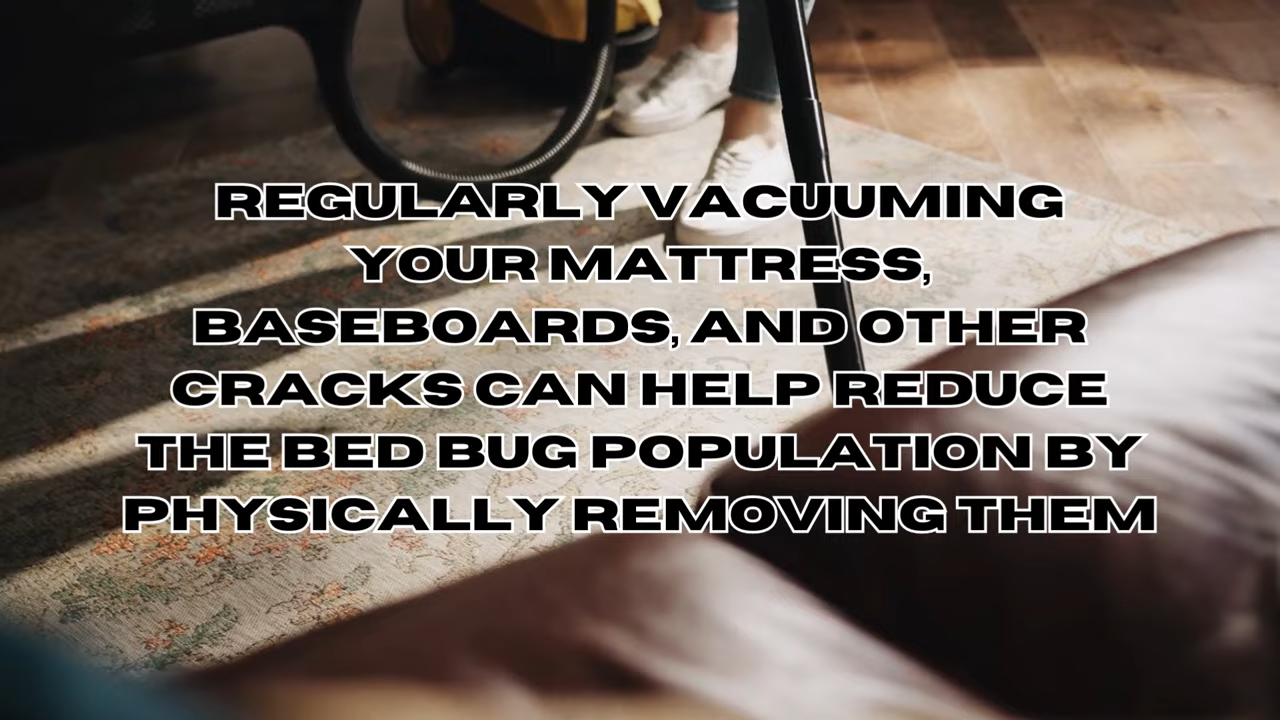 REGULARLY VACUUMING
YOUR MATTRESS,
BASEBOARDS, AND OTHER
CRACKS CAN HELP REDUCE
THE BED BUG POPULATION BY
PHYSICALLY REMOVING THEM